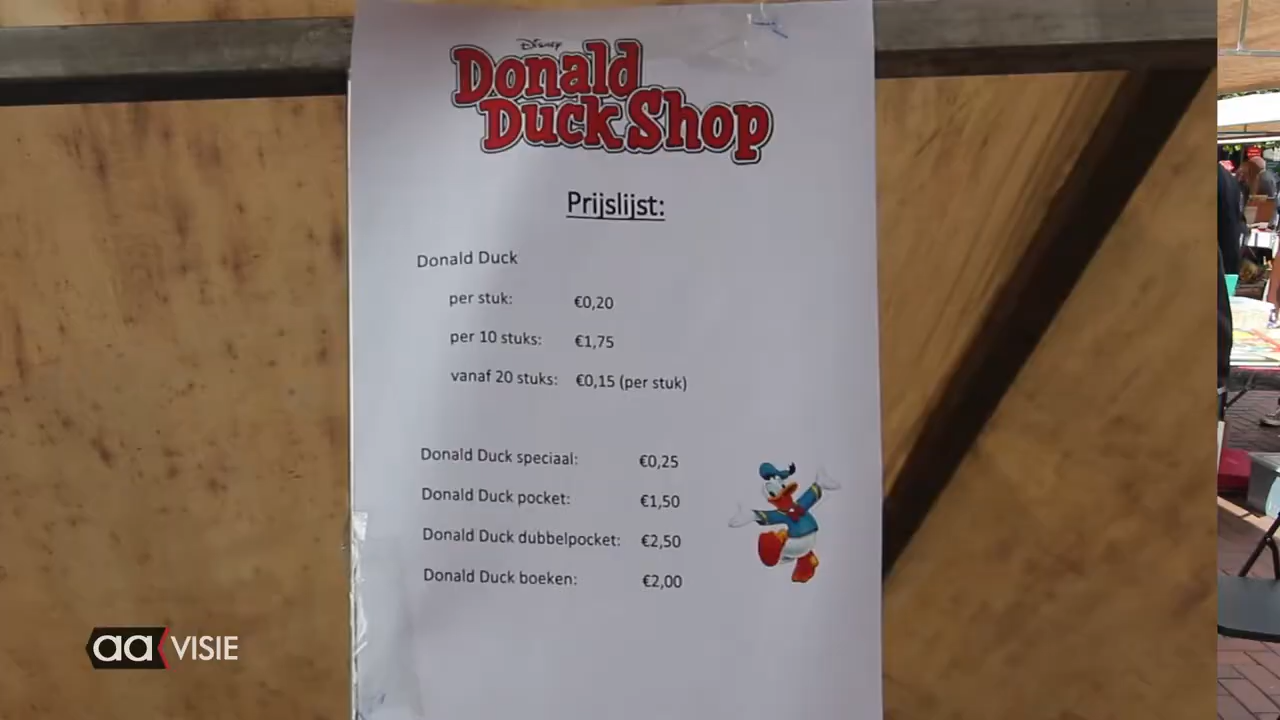 Disney
Donald
Duck Shop
Prijslijst:
Donald Duck
per stuk: €0,20
per 10 stuks: €1,75
vanaf 20 stuks: €0,15 (per stuk)
Donald Duck speciaal: €0,25
Donald Duck pocket: €1,50
Donald Duck dubbelpocket: €2,50
Donald Duck boeken: €2,00
aa VISIE